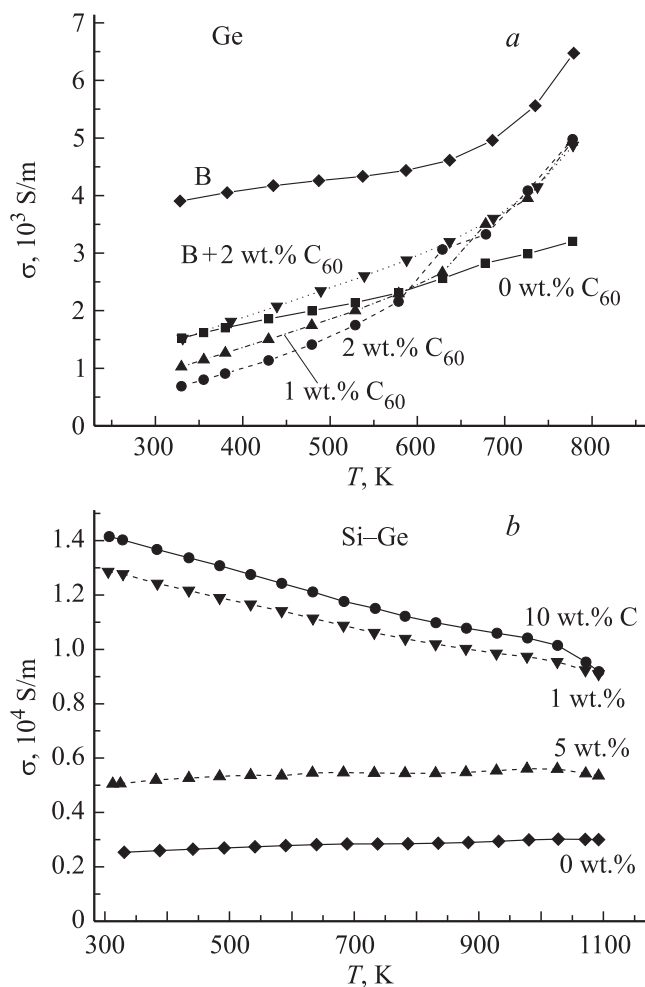 7
Ge
a
6
5
B
4
σ, 10³ S/m
3
B + 2 wt.% C₆₀
0 wt.% C₆₀
2
2 wt.% C₆₀
1
1 wt.% C₆₀
0
300 400 500 600 700 800
T, K
b
Si–Ge
1.4
1.2
10 wt.% C
1.0
1 wt.%
σ, 10⁴ S/m
0.8
5 wt.%
0.6
0.4
0.2
0 wt.%
0
300 500 700 900 1100
T, K